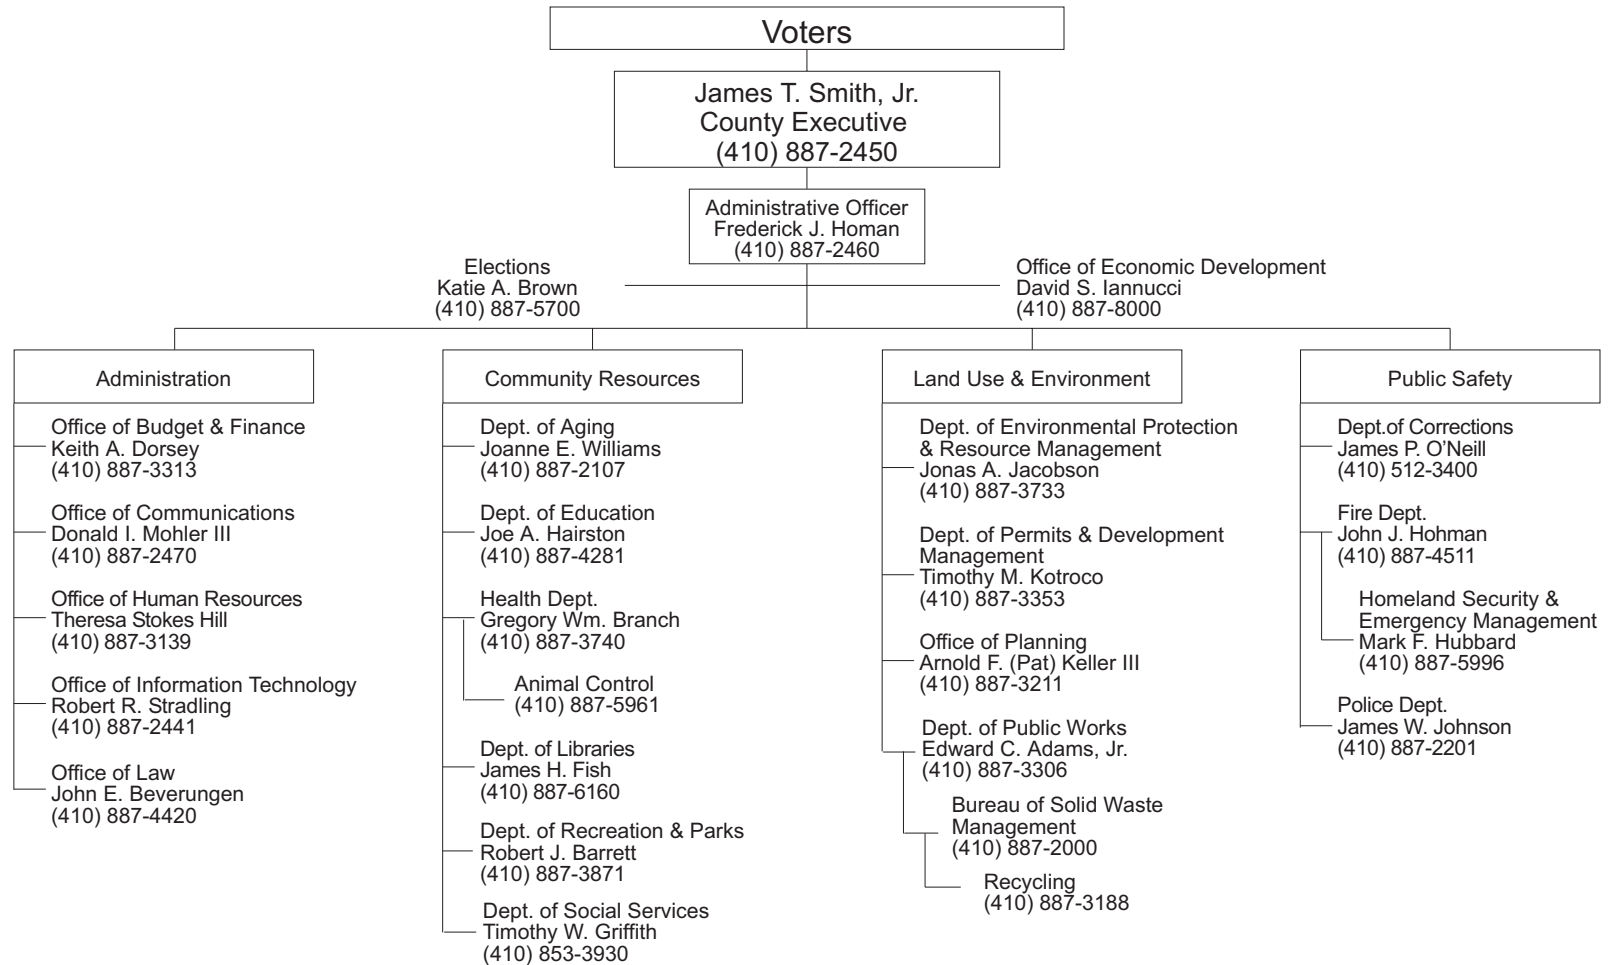 Voters
James T. Smith, Jr.
County Executive
(410) 887-2450
Administrative Officer
Frederick J. Homan
(410) 887-2460
Elections
Katie A. Brown
(410) 887-5700
Office of Economic Development
David S. Iannucci
(410) 887-8000
Administration
Office of Budget & Finance
Keith A. Dorsey
(410) 887-3313
Office of Communications
Donald I. Mohler III
(410) 887-2470
Office of Human Resources
Theresa Stokes Hill
(410) 887-3139
Office of Information Technology
Robert R. Stradling
(410) 887-2441
Office of Law
John E. Beverungen
(410) 887-4420
Community Resources
Dept. of Aging
Joanne E. Williams
(410) 887-2107
Dept. of Education
Joe A. Hairston
(410) 887-4281
Health Dept.
Gregory Wm. Branch
(410) 887-3740
Animal Control
(410) 887-5961
Dept. of Libraries
James H. Fish
(410) 887-6160
Dept. of Recreation & Parks
Robert J. Barrett
(410) 887-3871
Dept. of Social Services
Timothy W. Griffith
(410) 853-3930
Land Use & Environment
Dept. of Environmental Protection
& Resource Management
Jonas A. Jacobson
(410) 887-3733
Dept. of Permits & Development
Management
Timothy M. Kotroco
(410) 887-3353
Office of Planning
Arnold F. (Pat) Keller III
(410) 887-3211
Dept. of Public Works
Edward C. Adams, Jr.
(410) 887-3306
Bureau of Solid Waste
Management
(410) 887-2000
Recycling
(410) 887-3188
Public Safety
Dept.of Corrections
James P. O’Neill
(410) 512-3400
Fire Dept.
John J. Hohman
(410) 887-4511
Homeland Security &
Emergency Management
Mark F. Hubbard
(410) 887-5996
Police Dept.
James W. Johnson
(410) 887-2201